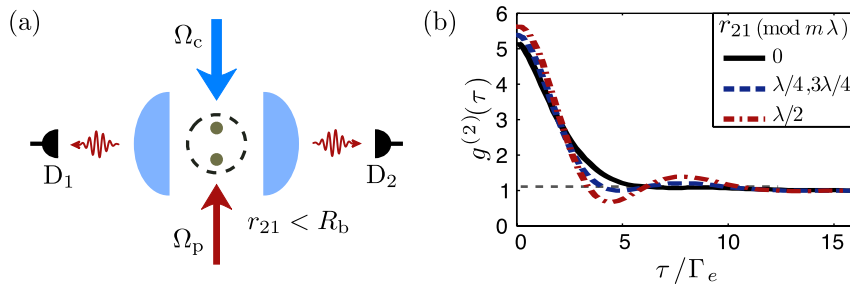 (a)
Ω_c
D_1
D_2
Ω_p
r_21 < R_b
(b)
g^(2)(τ)
6
5
4
3
2
1
0
0
5
10
15
τ/Γ_e
r_21 (mod m λ)
0
λ/4,3λ/4
λ/2